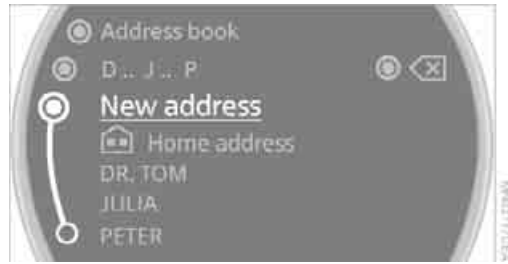 Address book
D .. J .. P
New address
Home address
DR. TOM
JULIA
PETER